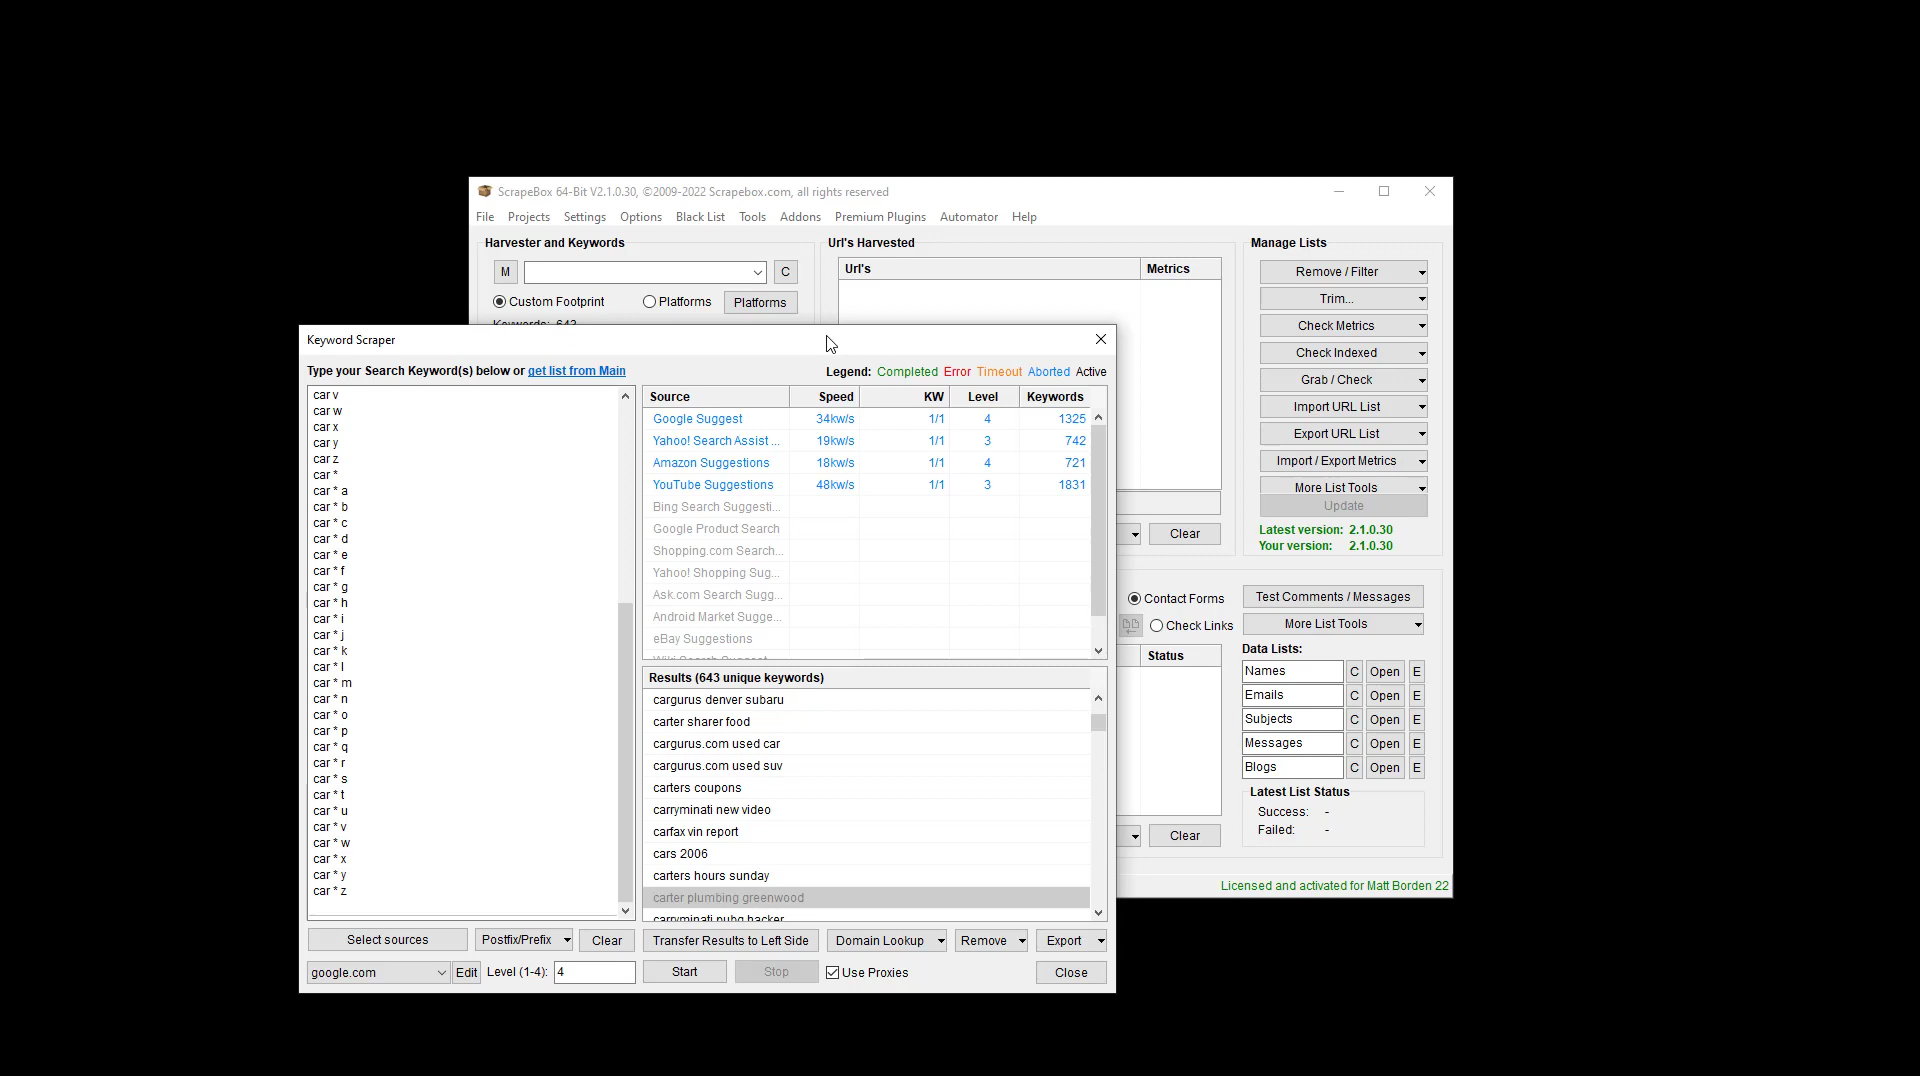 ScrapeBox 64-Bit V2.1.0.30, ©2009-2022 Scrapebox.com, all rights reserved
File Projects Settings Options Black List Tools Addons Premium Plugins Automator Help
Harvester and Keywords
M
C
Custom Footprint
Platforms
Platforms
Keywords: 643
Url's Harvested
Url's Metrics
Manage Lists
Remove / Filter
Trim...
Check Metrics
Check Indexed
Grab / Check
Import URL List
Export URL List
Import / Export Metrics
More List Tools
Update
Latest version: 2.1.0.30
Your version: 2.1.0.30
Clear
Keyword Scraper
Type your Search Keyword(s) below or get list from Main
Legend: Completed Error Timeout Aborted Active
car v
car w
car x
car y
car z
car *
car * a
car * b
car * c
car * d
car * e
car * f
car * g
car * h
car * i
car * j
car * k
car * l
car * m
car * n
car * o
car * p
car * q
car * r
car * s
car * t
car * u
car * v
car * w
car * x
car * y
car * z
Source Speed KW Level Keywords
Google Suggest 34kw/s 1/1 4 1325
Yahoo! Search Assist ... 19kw/s 1/1 3 742
Amazon Suggestions 18kw/s 1/1 4 721
YouTube Suggestions 48kw/s 1/1 3 1831
Bing Search Suggesti...
Google Product Search
Shopping.com Search...
Yahoo! Shopping Sug...
Ask.com Search Sugg...
Android Market Sugge...
eBay Suggestions
Wiki Search Suggest
Results (643 unique keywords)
cargurus denver subaru
carter sharer food
cargurus.com used car
cargurus.com used suv
carters coupons
carryminati new video
carfax vin report
cars 2006
carters hours sunday
carter plumbing greenwood
carryminati pubg hacker
Select sources
Postfix/Prefix
Clear
Transfer Results to Left Side
Domain Lookup
Remove
Export
google.com
Edit
Level (1-4): 4
Start
Stop
Use Proxies
Close
Contact Forms
Check Links
Test Comments / Messages
More List Tools
Status
Data Lists:
Names C Open E
Emails C Open E
Subjects C Open E
Messages C Open E
Blogs C Open E
Latest List Status
Success: -
Failed: -
Clear
Licensed and activated for Matt Borden 22